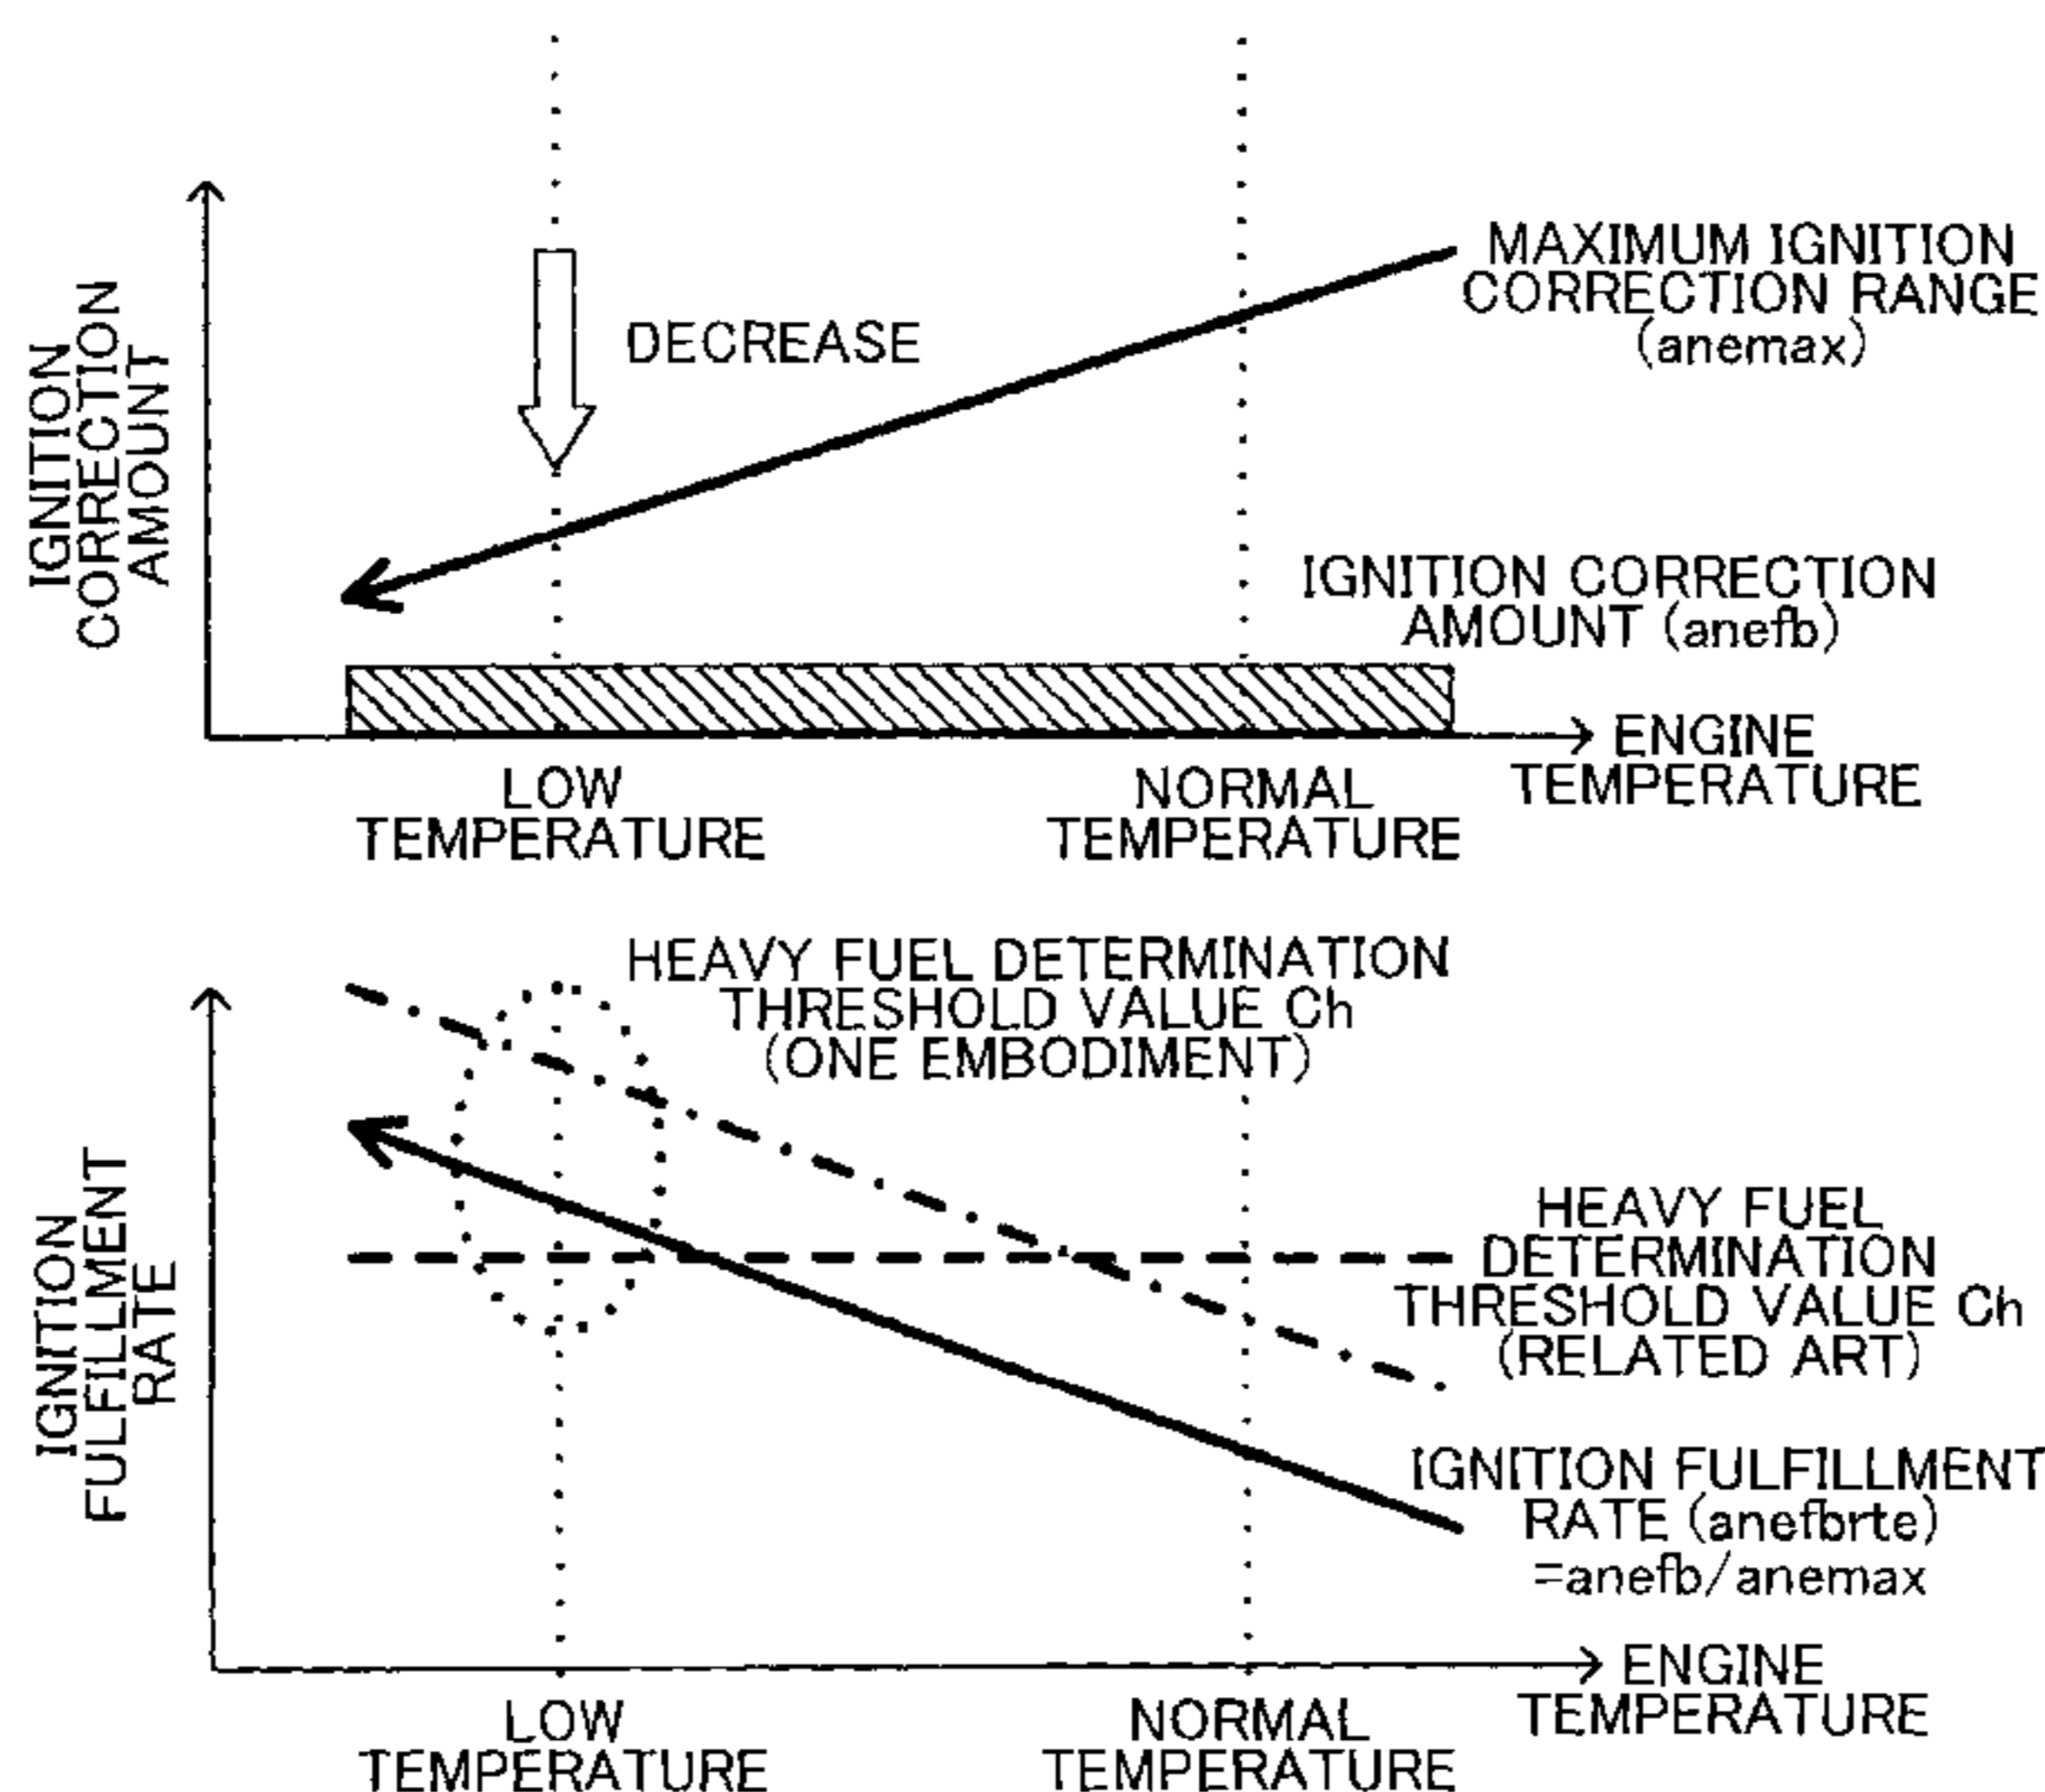 MAXIMUM IGNITION
CORRECTION RANGE
(anemax)
DECREASE
IGNITION
CORRECTION
AMOUNT
IGNITION CORRECTION
AMOUNT (anefb)
ENGINE
TEMPERATURE
LOW
TEMPERATURE
NORMAL
TEMPERATURE
HEAVY FUEL DETERMINATION
THRESHOLD VALUE Ch
(ONE EMBODIMENT)
IGNITION
FULFILLMENT
RATE
HEAVY FUEL
DETERMINATION
THRESHOLD VALUE Ch
(RELATED ART)
IGNITION FULFILLMENT
RATE (anefbrte)
=anefb/anemax
ENGINE
TEMPERATURE
LOW
TEMPERATURE
NORMAL
TEMPERATURE